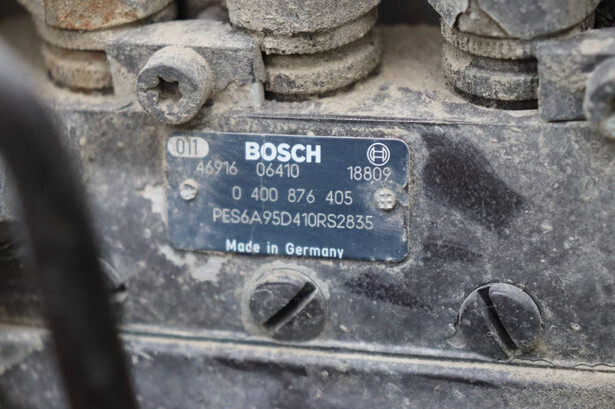 011 BOSCH
46916 06410 18809
0 400 876 405
PES6A95D410RS2835
Made in Germany